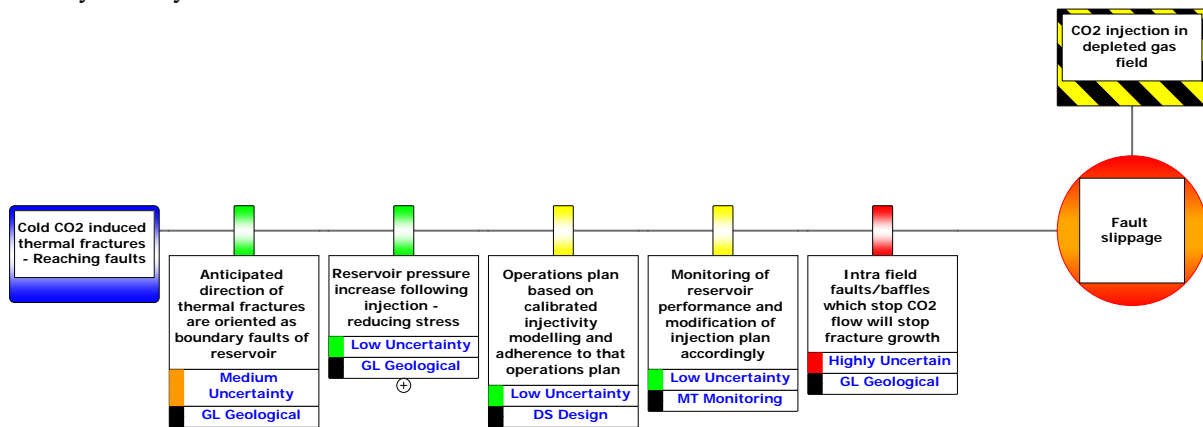 CO2 injection in
depleted gas
field
Cold CO2 induced
thermal fractures
- Reaching faults
Fault
slippage
Anticipated
direction of
thermal fractures
are oriented as
boundary faults of
reservoir
Medium
Uncertainty
GL Geological
Reservoir pressure
increase following
injection -
reducing stress
Low Uncertainty
GL Geological
Operations plan
based on
calibrated
injectivity
modelling and
adherence to that
operations plan
Low Uncertainty
DS Design
Monitoring of
reservoir
performance and
modification of
injection plan
accordingly
Low Uncertainty
MT Monitoring
Intra field
faults/baffles
which stop CO2
flow will stop
fracture growth
Highly Uncertain
GL Geological